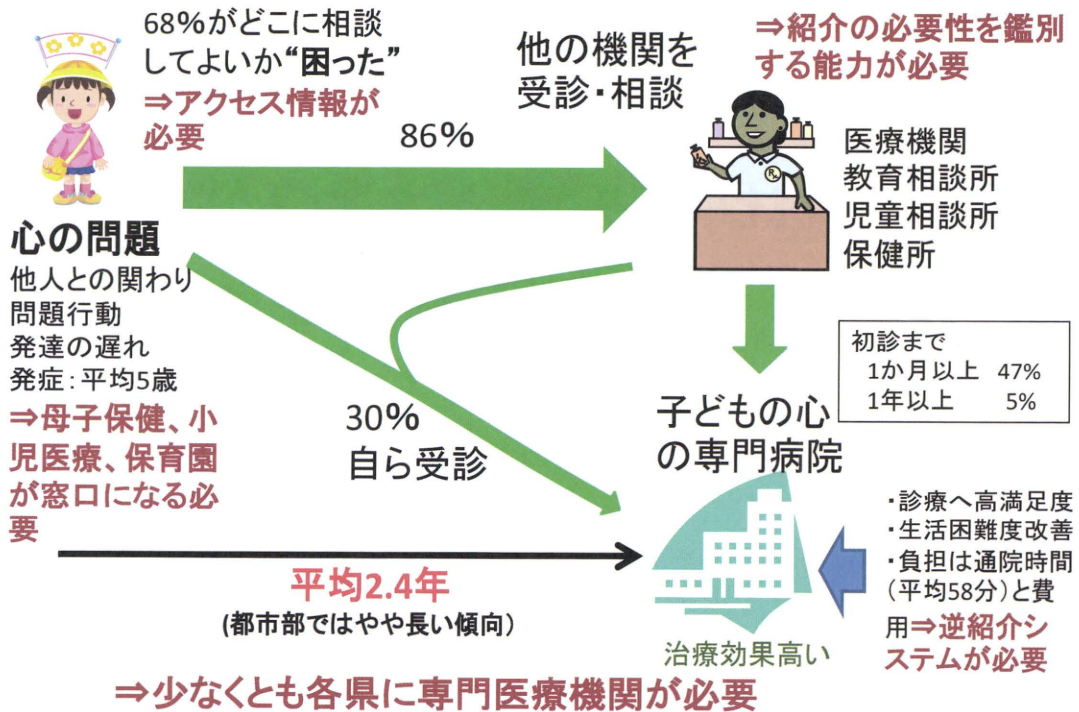 68%がどこに相談
してよいか“困った”
⇒アクセス情報が
必要
86%
他の機関を
受診・相談
⇒紹介の必要性を鑑別
する能力が必要
医療機関
教育相談所
児童相談所
保健所
心の問題
他人との関わり
問題行動
発達の遅れ
発症:平均5歳
⇒母子保健、小
児医療、保育園
が窓口になる必
要
30%
自ら受診
初診まで
1か月以上 47%
1年以上 5%
子どもの心
の専門病院
・診療へ高満足度
・生活困難度改善
・負担は通院時間
(平均58分)と費
用⇒逆紹介シ
ステムが必要
平均2.4年
(都市部ではやや長い傾向)
治療効果高い
⇒少なくとも各県に専門医療機関が必要